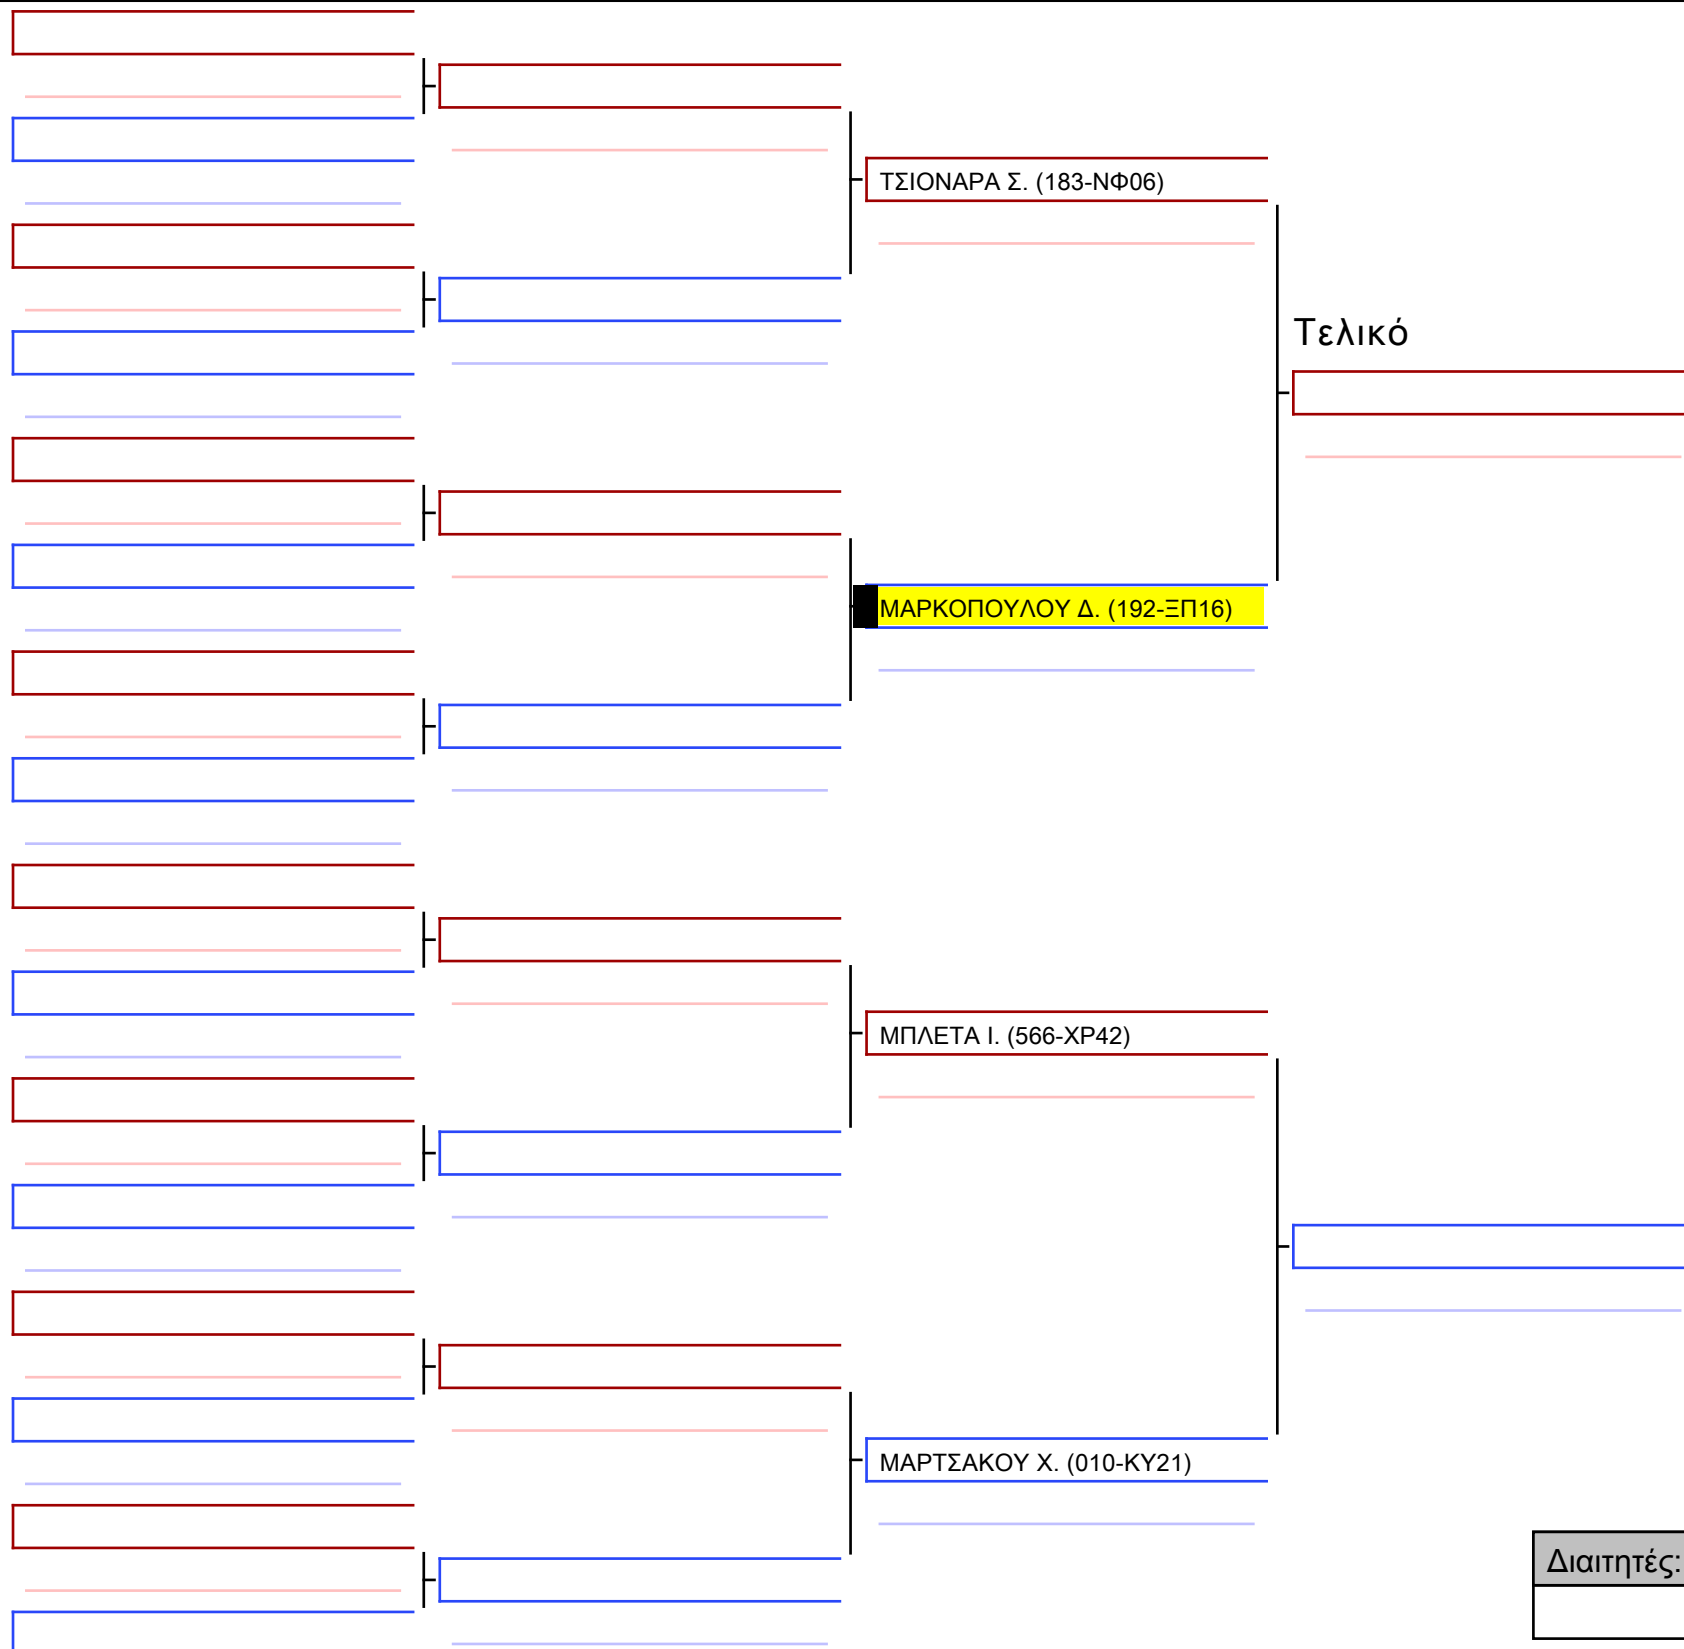 ΤΣΙΟΝΑΡΑ Σ. (183-ΝΦ06)
Τελικό
ΜΑΡΚΟΠΟΥΛΟΥ Δ. (192-ΞΠ16)
ΜΠΛΕΤΑ Ι. (566-ΧΡ42)
ΜΑΡΤΣΑΚΟΥ Χ. (010-ΚΥ21)
Διαιτητές: